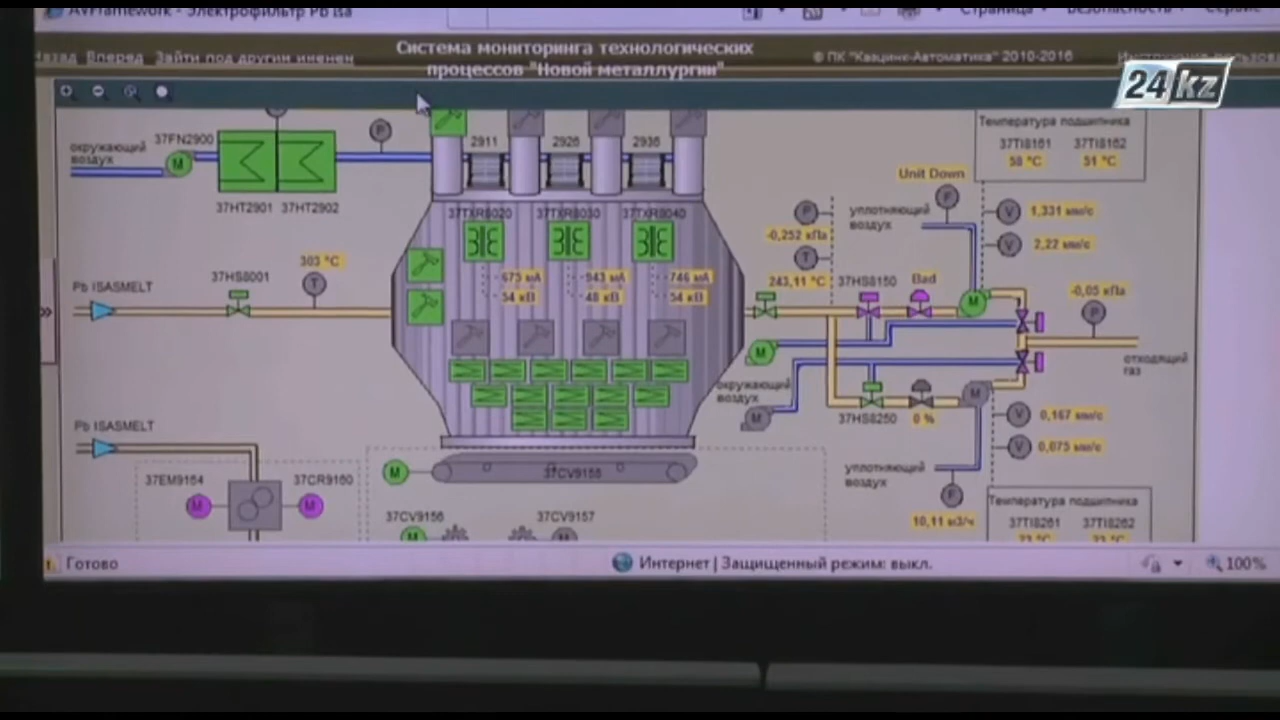 AVFramework - Электрофильтр Pb Isa
Страница
Безопасность
Сервис
Назад Вперед Зайти под другим именем
Система мониторинга технологических
процессов "Новой металлургии"
© ПК "Казцинк-Автоматика" 2010-2016
24kz
окружающий
воздух
37FN2900
M
37HT2901
37HT2902
P
2911
2926
2936
Температура подшипника
37TI8161
37TI8162
58 °C
51 °C
Unit Down
уплотняющий
воздух
F
V
1,331 мм/с
V
2,22 мм/с
P
-0,252 кПа
T
243,11 °C
37TXR8020
37TXR8030
37TXR8040
675 мА
54 кВ
943 мА
48 кВ
746 мА
54 кВ
Pb ISASMELT
37HS8001
303 °C
T
37HS8150
Bad
M
-0,05 кПа
P
отходящий
газ
M
окружающий
воздух
M
37HS8250
0 %
M
V
0,167 мм/с
V
0,075 мм/с
уплотняющий
воздух
F
10,11 м3/ч
Температура подшипника
37TI8261
37TI8262
Pb ISASMELT
37EM9164
37CR9160
M
M
M
37CV9155
37CV9156
37CV9157
M
M
Готово
Интернет | Защищенный режим: выкл.
100%